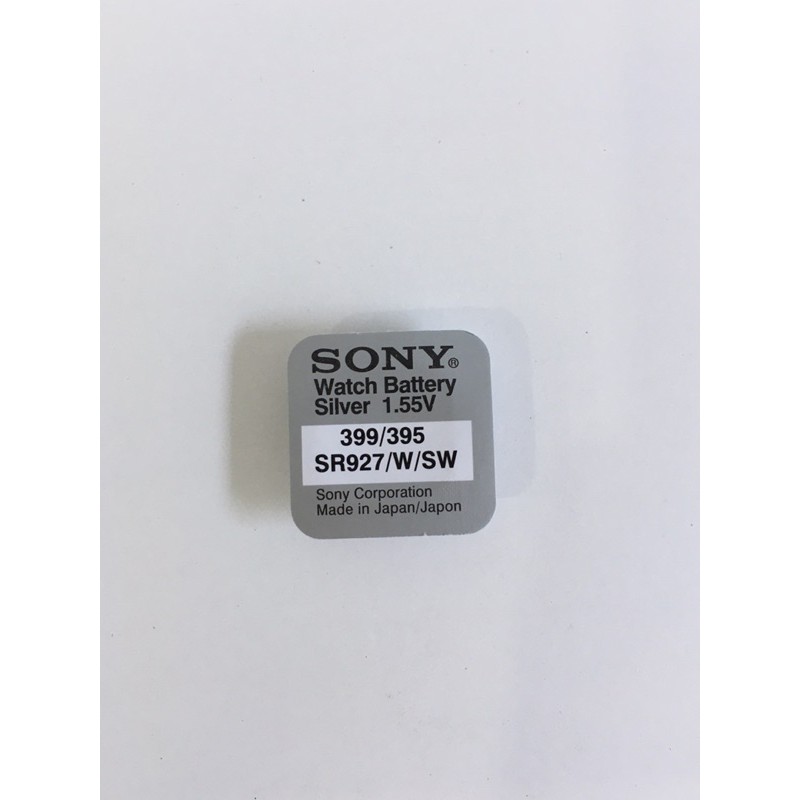 SONY®
Watch Battery
Silver 1.55V
399/395
SR927/W/SW
Sony Corporation
Made in Japan/Japon